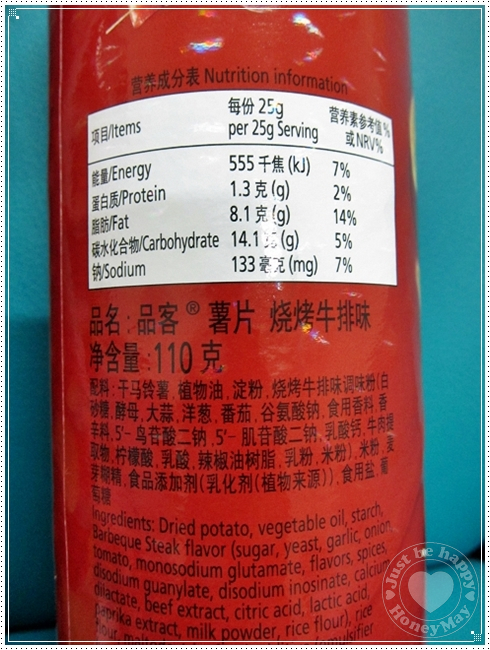 营养成分表 Nutrition information
项目/Items 每份 25g per 25g Serving 营养素参考值 % 或 NRV%
能量/Energy 555 千焦 (kJ) 7%
蛋白质/Protein 1.3 克 (g) 2%
脂肪/Fat 8.1 克 (g) 14%
碳水化合物/Carbohydrate 14.1 克 (g) 5%
钠/Sodium 133 毫克 (mg) 7%
品名 : 品客® 薯片 烧烤牛排味
净含量 : 110 克
配料 : 干马铃薯, 植物油, 淀粉, 烧烤牛排味调味粉 (白
砂糖, 酵母, 大蒜, 洋葱, 番茄, 谷氨酸钠, 食用香料, 香
辛料, 5'- 鸟苷酸二钠, 5'- 肌苷酸二钠, 乳酸钙, 牛肉提
取物, 柠檬酸, 乳酸, 辣椒油树脂, 乳粉, 米粉), 米粉, 麦
芽糊精, 食品添加剂 (乳化剂 (植物来源)), 食用盐, 葡
萄糖
Ingredients: Dried potato, vegetable oil, starch,
Barbeque Steak flavor (sugar, yeast, garlic, onion,
tomato, monosodium glutamate, flavors, spices,
disodium guanylate, disodium inosinate, calcium
dilactate, beef extract, citric acid, lactic acid,
paprika extract, milk powder, rice flour), rice
flour, emulsifier
Just be happy
HoneyMay